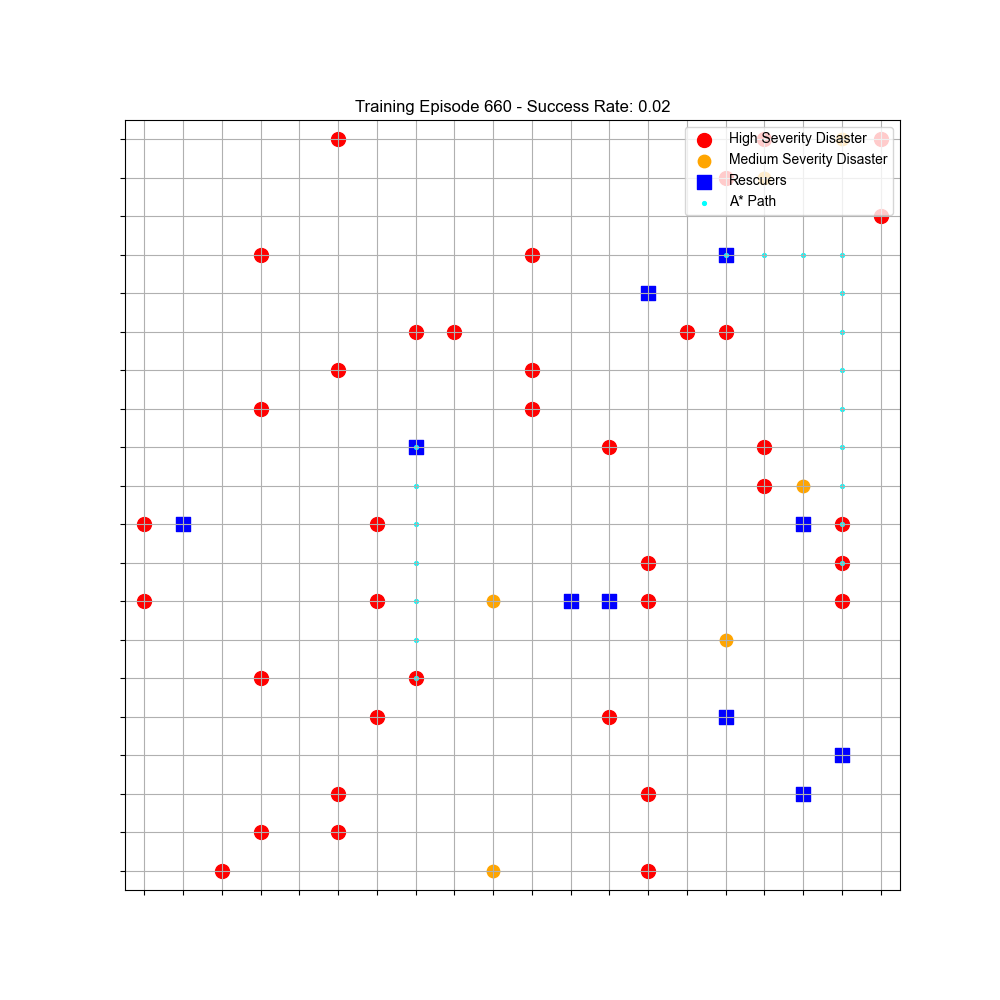 Training Episode 660 - Success Rate: 0.02
High Severity Disaster
Medium Severity Disaster
Rescuers
A* Path